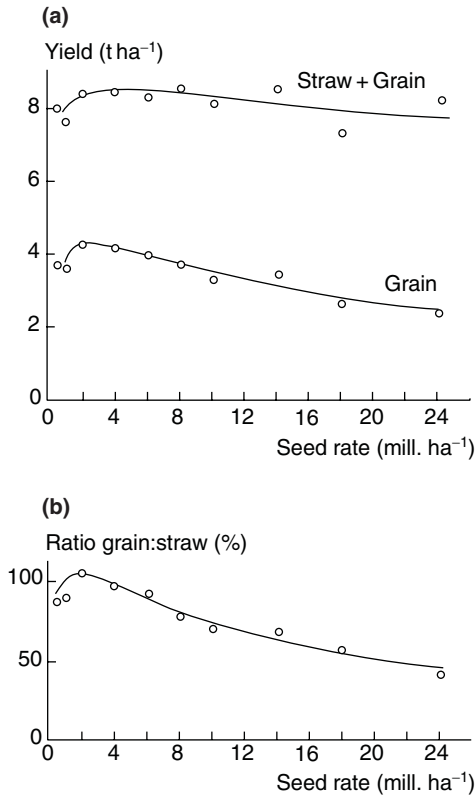 (a)
Yield (t ha⁻¹)
Straw + Grain
8
6
4
Grain
2
0
0 4 8 12 16 20 24
Seed rate (mill. ha⁻¹)
(b)
Ratio grain:straw (%)
100
50
0
0 4 8 12 16 20 24
Seed rate (mill. ha⁻¹)